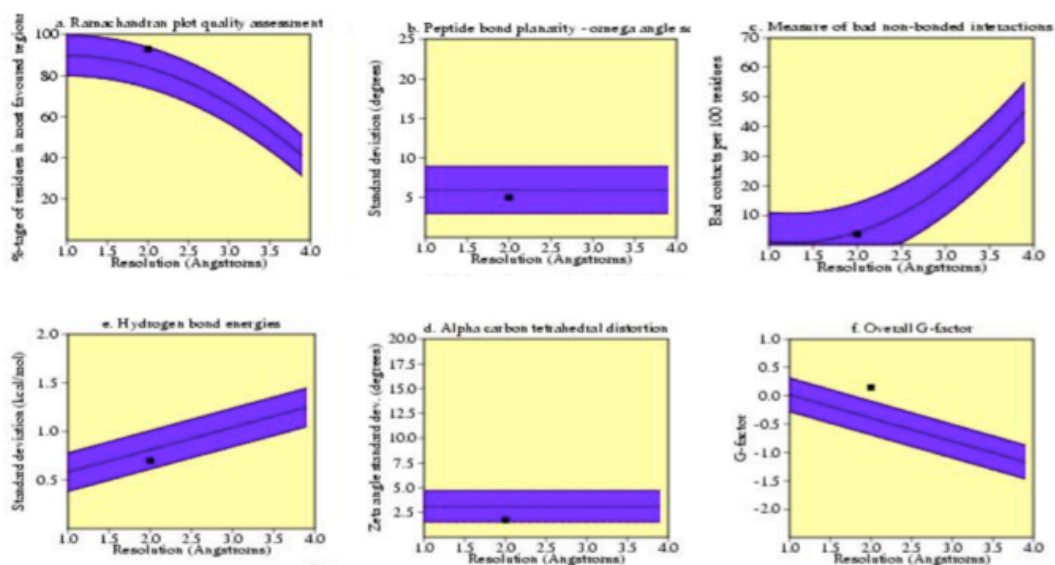 a. Ramachandran plot quality assessment
%-tage of residues in most favoured regions
100
80
60
40
20
1.0 1.5 2.0 2.5 3.0 3.5 4.0
Resolution (Angstroms)
b. Peptide bond planarity - omega angle
Standard deviation (degrees)
25
20
15
10
5
1.0 1.5 2.0 2.5 3.0 3.5 4.0
Resolution (Angstroms)
c. Measure of bad non-bonded interactions
Bad contacts per 100 residues
70
60
50
40
30
20
10
1.0 1.5 2.0 2.5 3.0 3.5 4.0
Resolution (Angstroms)
e. Hydrogen bond energies
Standard deviation (kcal/mol)
2.0
1.5
1.0
0.5
1.0 1.5 2.0 2.5 3.0 3.5 4.0
Resolution (Angstroms)
d. Alpha carbon tetrahedral distortion
Zeta angle standard dev. (degrees)
20.0
17.5
15.0
12.5
10.0
7.5
5.0
2.5
1.0 1.5 2.0 2.5 3.0 3.5 4.0
Resolution (Angstroms)
f. Overall G-factor
G-factor
1.0
0.5
0.0
-0.5
-1.0
-1.5
-2.0
1.0 1.5 2.0 2.5 3.0 3.5 4.0
Resolution (Angstroms)